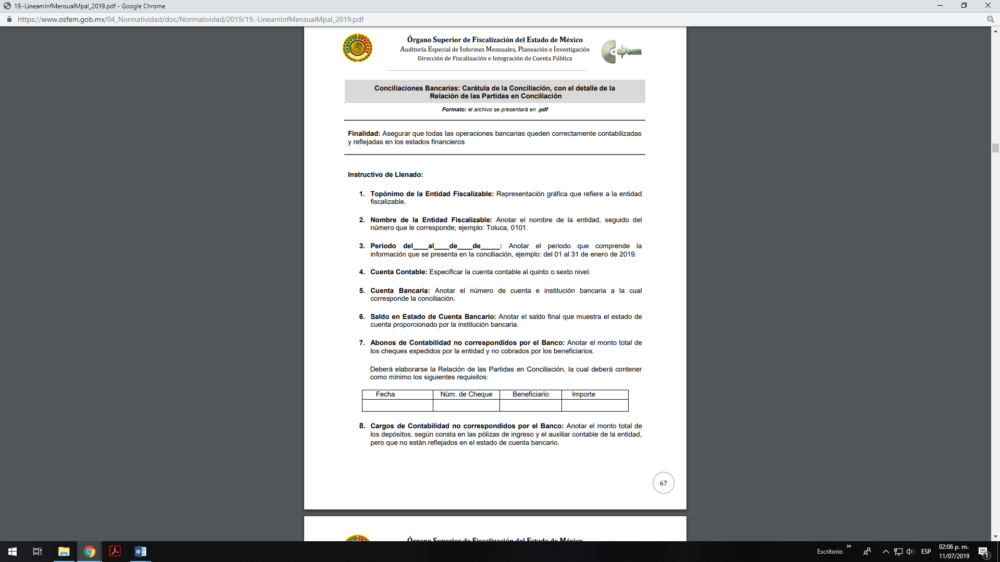 19.-LineamInfMensualMpal_2019.pdf - Google Chrome
https://www.osfem.gob.mx/04_Normatividad/doc/Normatividad/2019/19.-LineamInfMensualMpal_2019.pdf
Órgano Superior de Fiscalización del Estado de México
Auditoría Especial de Informes Mensuales, Planeación e Investigación
Dirección de Fiscalización e Integración de Cuenta Pública
osfem
Conciliaciones Bancarias: Carátula de la Conciliación, con el detalle de la
Relación de las Partidas en Conciliación
Formato: el archivo se presentará en .pdf
Finalidad: Asegurar que todas las operaciones bancarias queden correctamente contabilizadas
y reflejadas en los estados financieros
Instructivo de Llenado:
1. Topónimo de la Entidad Fiscalizable: Representación gráfica que refiere a la entidad
fiscalizable.
2. Nombre de la Entidad Fiscalizable: Anotar el nombre de la entidad, seguido del
número que le corresponde; ejemplo: Toluca, 0101.
3. Periodo del____al____de____de_____: Anotar el periodo que comprende la
información que se presenta en la conciliación, ejemplo: del 01 al 31 de enero de 2019.
4. Cuenta Contable: Especificar la cuenta contable al quinto o sexto nivel.
5. Cuenta Bancaria: Anotar el número de cuenta e institución bancaria a la cual
corresponde la conciliación.
6. Saldo en Estado de Cuenta Bancario: Anotar el saldo final que muestra el estado de
cuenta proporcionado por la institución bancaria.
7. Abonos de Contabilidad no correspondidos por el Banco: Anotar el monto total de
los cheques expedidos por la entidad y no cobrados por los beneficiarios.
Deberá elaborarse la Relación de las Partidas en Conciliación, la cual deberá contener
como mínimo los siguientes requisitos:
Fecha Núm. de Cheque Beneficiario Importe
8. Cargos de Contabilidad no correspondidos por el Banco: Anotar el monto total de
los depósitos, según consta en las pólizas de ingreso y el auxiliar contable de la entidad,
pero que no están reflejados en el estado de cuenta bancario.
67
Órgano Superior de Fiscalización del Estado de México
Escritorio
ESP
02:06 p. m.
11/07/2019
1